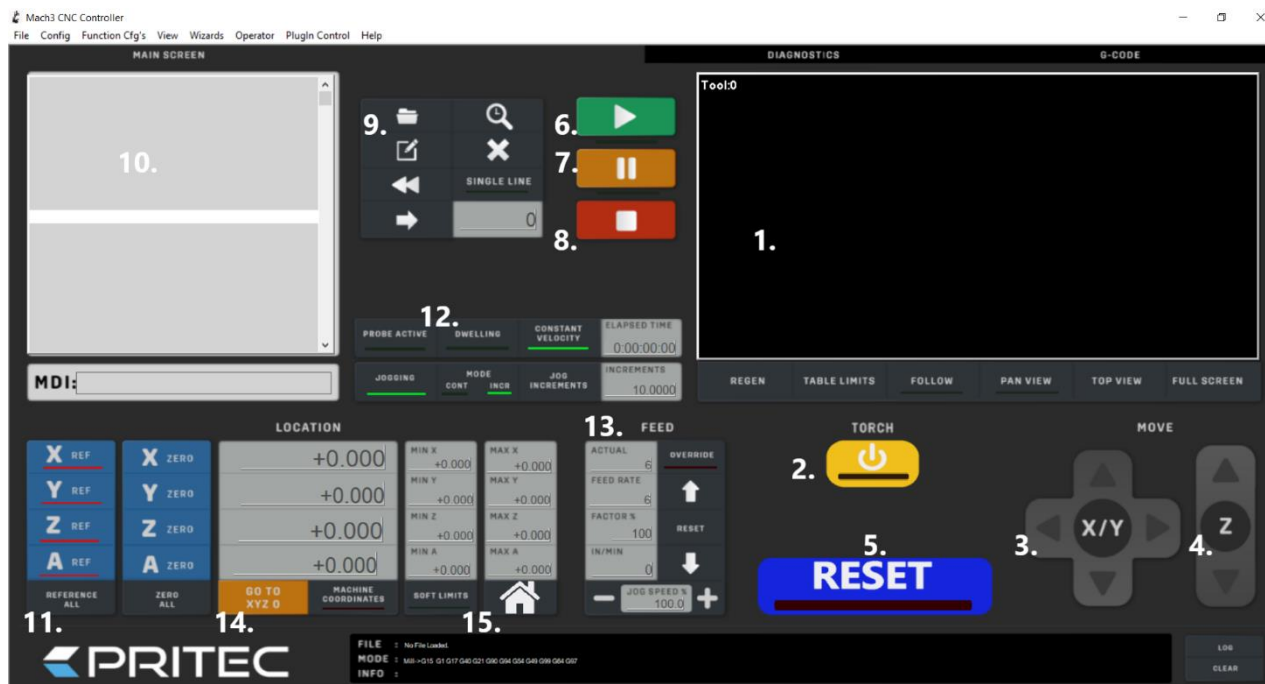 Mach3 CNC Controller
File Config Function Cfg's View Wizards Operator PlugIn Control Help
MAIN SCREEN
DIAGNOSTICS
G-CODE
10.
9.
SINGLE LINE
0
6.
7.
8.
Tool:0
1.
12.
PROBE ACTIVE
DWELLING
CONSTANT
VELOCITY
ELAPSED TIME
0:00:00:00
MDI:
JOGGING
MODE
CONT INCR
JOG
INCREMENTS
INCREMENTS
10.0000
REGEN TABLE LIMITS FOLLOW PAN VIEW TOP VIEW FULL SCREEN
LOCATION
X REF
Y REF
Z REF
A REF
REFERENCE
ALL
11.
X ZERO
Y ZERO
Z ZERO
A ZERO
ZERO
ALL
+0.000
+0.000
+0.000
+0.000
GO TO
XYZ 0
MACHINE
COORDINATES
14.
MIN X
+0.000
MIN Y
+0.000
MIN Z
+0.000
MIN A
+0.000
SOFT LIMITS
MAX X
+0.000
MAX Y
+0.000
MAX Z
+0.000
MAX A
+0.000
15.
13. FEED
ACTUAL
6
FEED RATE
6
FACTOR %
100
IN/MIN
0
OVERRIDE
RESET
JOG SPEED %
100.0
TORCH
2.
5.
RESET
MOVE
3.
X/Y
4.
Z
PRITEC
FILE : No File Loaded.
MODE : Mill->G15 G1 G17 G40 G21 G90 G94 G54 G49 G99 G64 G97
INFO :
LOG
CLEAR